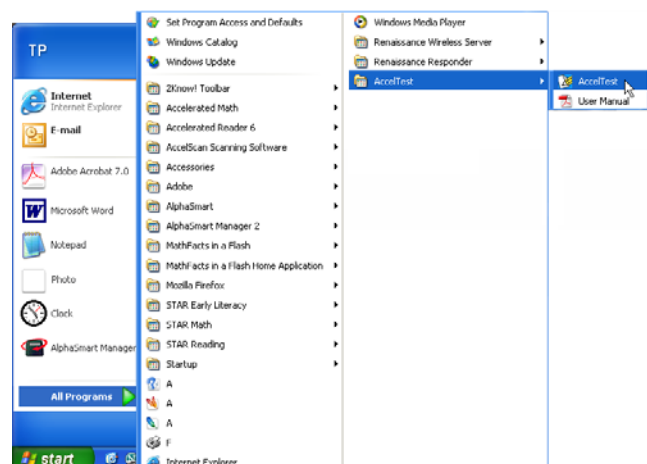 TP
Internet
Internet Explorer
E-mail
Adobe Acrobat 7.0
Microsoft Word
Notepad
Photo
Clock
AlphaSmart Manager
All Programs
start
Set Program Access and Defaults
Windows Catalog
Windows Update
2Know! Toolbar
Accelerated Math
Accelerated Reader 6
AccelScan Scanning Software
Accessories
Adobe
AlphaSmart
AlphaSmart Manager 2
MathFacts in a Flash
MathFacts in a Flash Home Application
Mozilla Firefox
STAR Early Literacy
STAR Math
STAR Reading
Startup
A
A
A
F
Internet Explorer
Windows Media Player
Renaissance Wireless Server
Renaissance Responder
AccelTest
AccelTest
User Manual